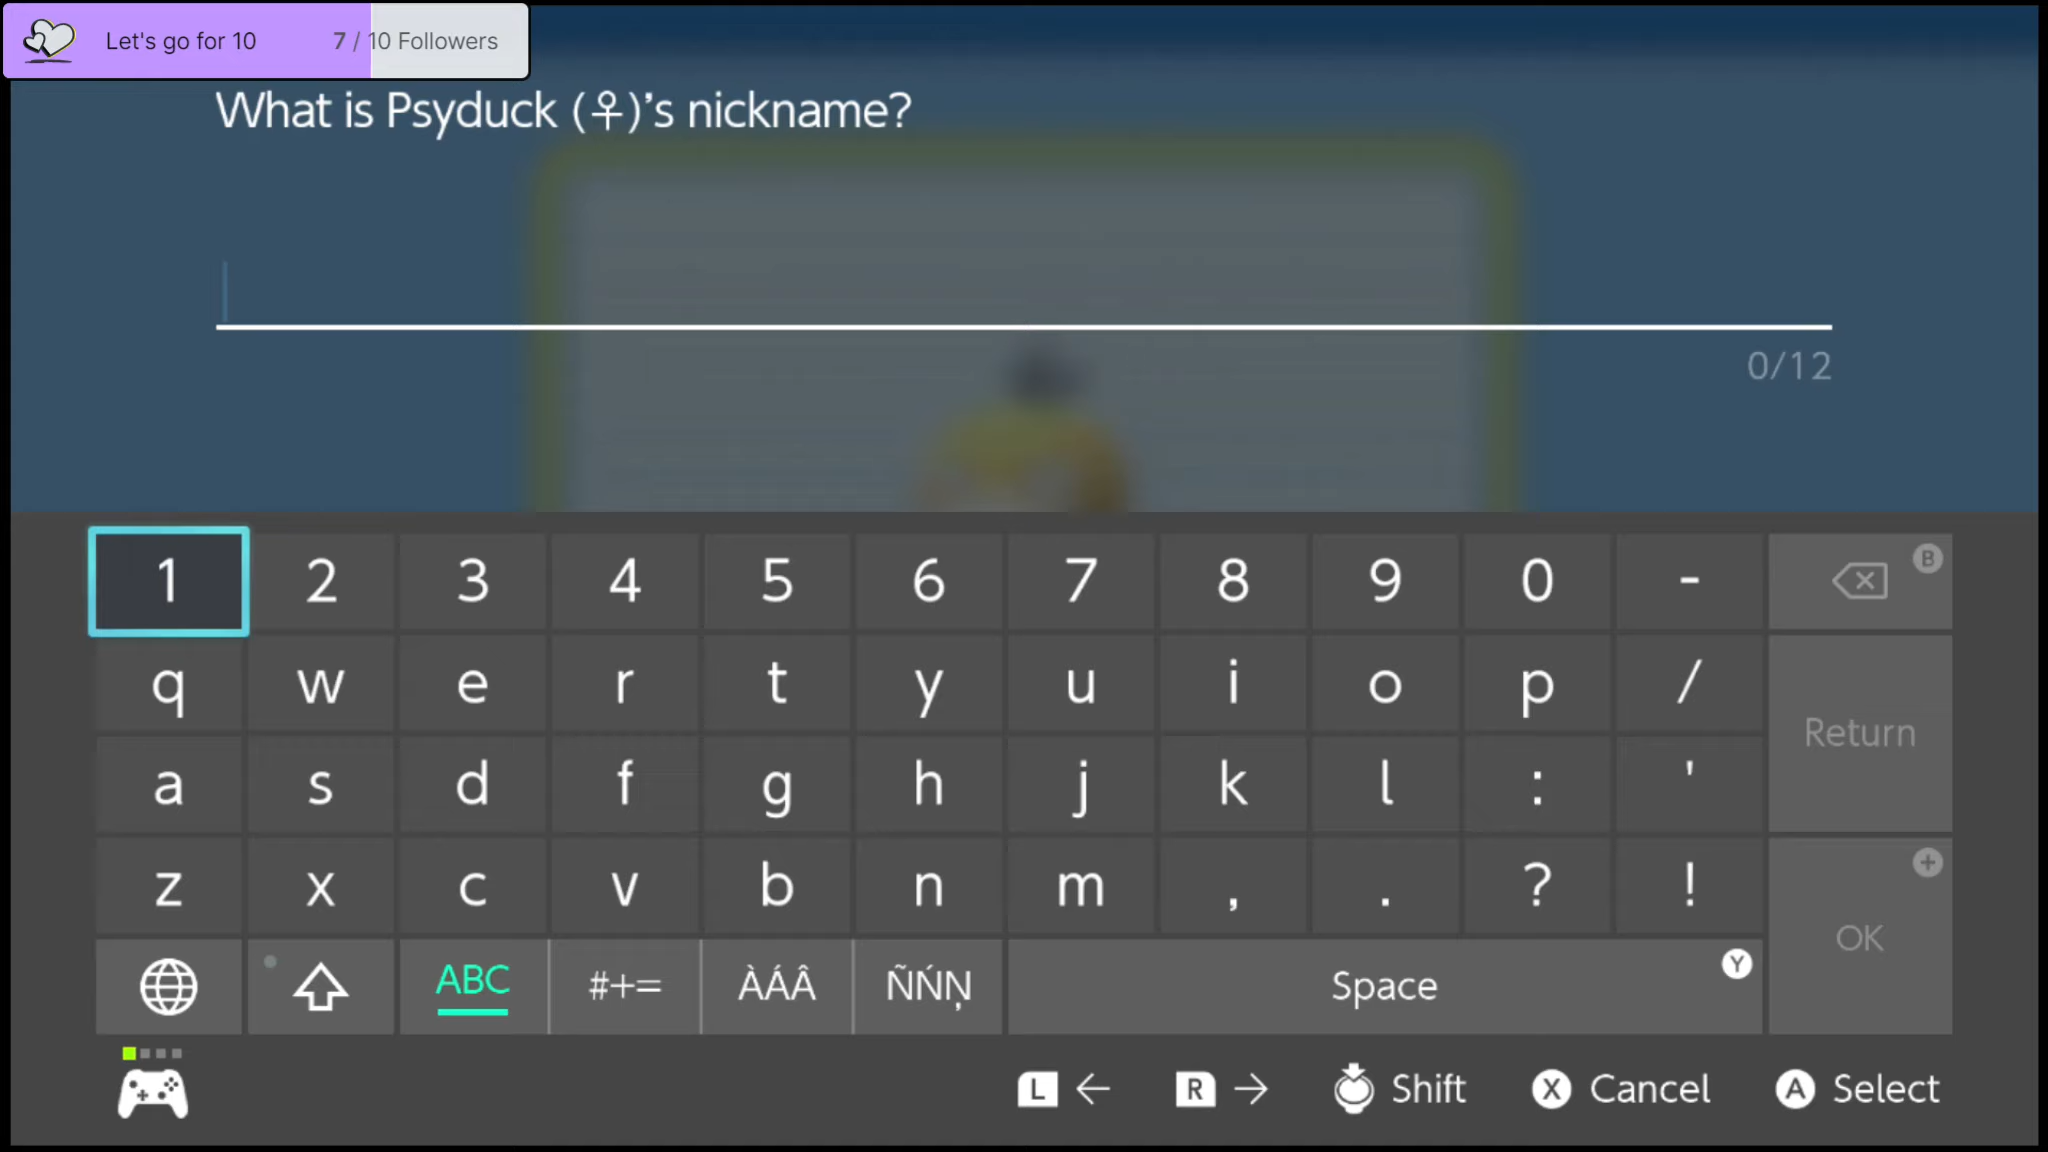 Let's go for 10 7 / 10 Followers
What is Psyduck (♀)'s nickname?
0/12
1 2 3 4 5 6 7 8 9 0 - B
q w e r t y u i o p /
Return
a s d f g h j k l : '
z x c v b n m , . ? ! +
OK
ABC #+= ÀÁÂ ÑŃŅ Space Y
L ← R → Shift X Cancel A Select